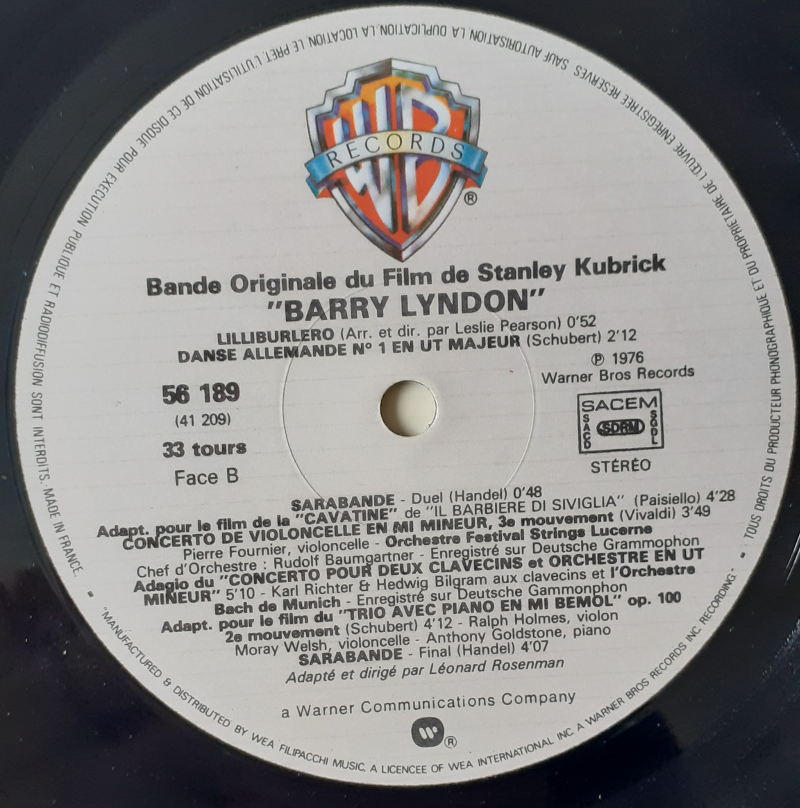 TOUS DROITS DU PRODUCTEUR PHONOGRAPHIQUE ET DU PROPRIETAIRE DE L'ŒUVRE ENREGISTREE RESERVES. SAUF AUTORISATION LA DUPLICATION LA LOCATION LE PRET, L'UTILISATION DE CE DISQUE POUR EXECUTION PUBLIQUE ET RADIODIFFUSION SONT INTERDITS. MADE IN FRANCE.
WB
RECORDS
®
Bande Originale du Film de Stanley Kubrick
"BARRY LYNDON"
LILLIBURLERO (Arr. et dir. par Leslie Pearson) 0'52
DANSE ALLEMANDE N° 1 EN UT MAJEUR (Schubert) 2'12
℗ 1976
Warner Bros Records
56 189
(41 209)
33 tours
Face B
SACEM
SACD
SDRM
SGDL
STÉRÉO
SARABANDE - Duel (Handel) 0'48
Adapt. pour le film de la "CAVATINE" de "IL BARBIERE DI SIVIGLIA" (Paisiello) 4'28
CONCERTO DE VIOLONCELLE EN MI MINEUR, 3e mouvement (Vivaldi) 3'49
Pierre Fournier, violoncelle - Orchestre Festival Strings Lucerne
Chef d'Orchestre : Rudolf Baumgartner - Enregistré sur Deutsche Grammophon
Adagio du "CONCERTO POUR DEUX CLAVECINS et ORCHESTRE EN UT
MINEUR" 5'10 - Karl Richter & Hedwig Bilgram aux clavecins et l'Orchestre
Bach de Munich - Enregistré sur Deutsche Gammonphon
Adapt. pour le film du "TRIO AVEC PIANO EN MI BEMOL" op. 100
2e mouvement (Schubert) 4'12 - Ralph Holmes, violon
Moray Welsh, violoncelle - Anthony Goldstone, piano
SARABANDE - Final (Handel) 4'07
Adapté et dirigé par Léonard Rosenman
a Warner Communications Company
®
"MANUFACTURED & DISTRIBUTED BY WEA FILIPACCHI MUSIC. A LICENCEE OF WEA INTERNATIONAL INC. A WARNER BROS RECORDS INC. RECORDING."